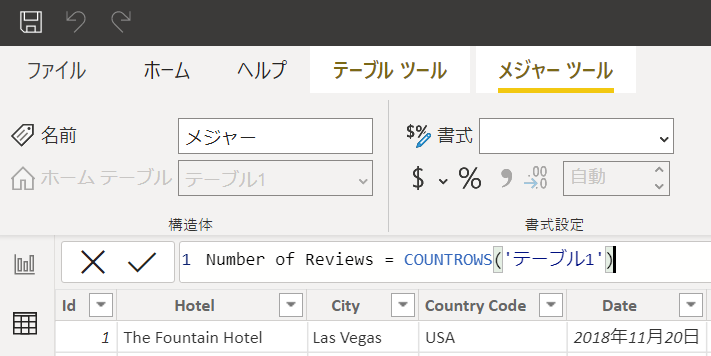 ファイル ホーム ヘルプ テーブル ツール メジャー ツール
名前 メジャー $% 書式
ホーム テーブル テーブル1 $ % 9 .00 →.0 自動
構造体 書式設定
1 Number of Reviews = COUNTROWS('テーブル1')
Id Hotel City Country Code Date
1 The Fountain Hotel Las Vegas USA 2018年11月20日